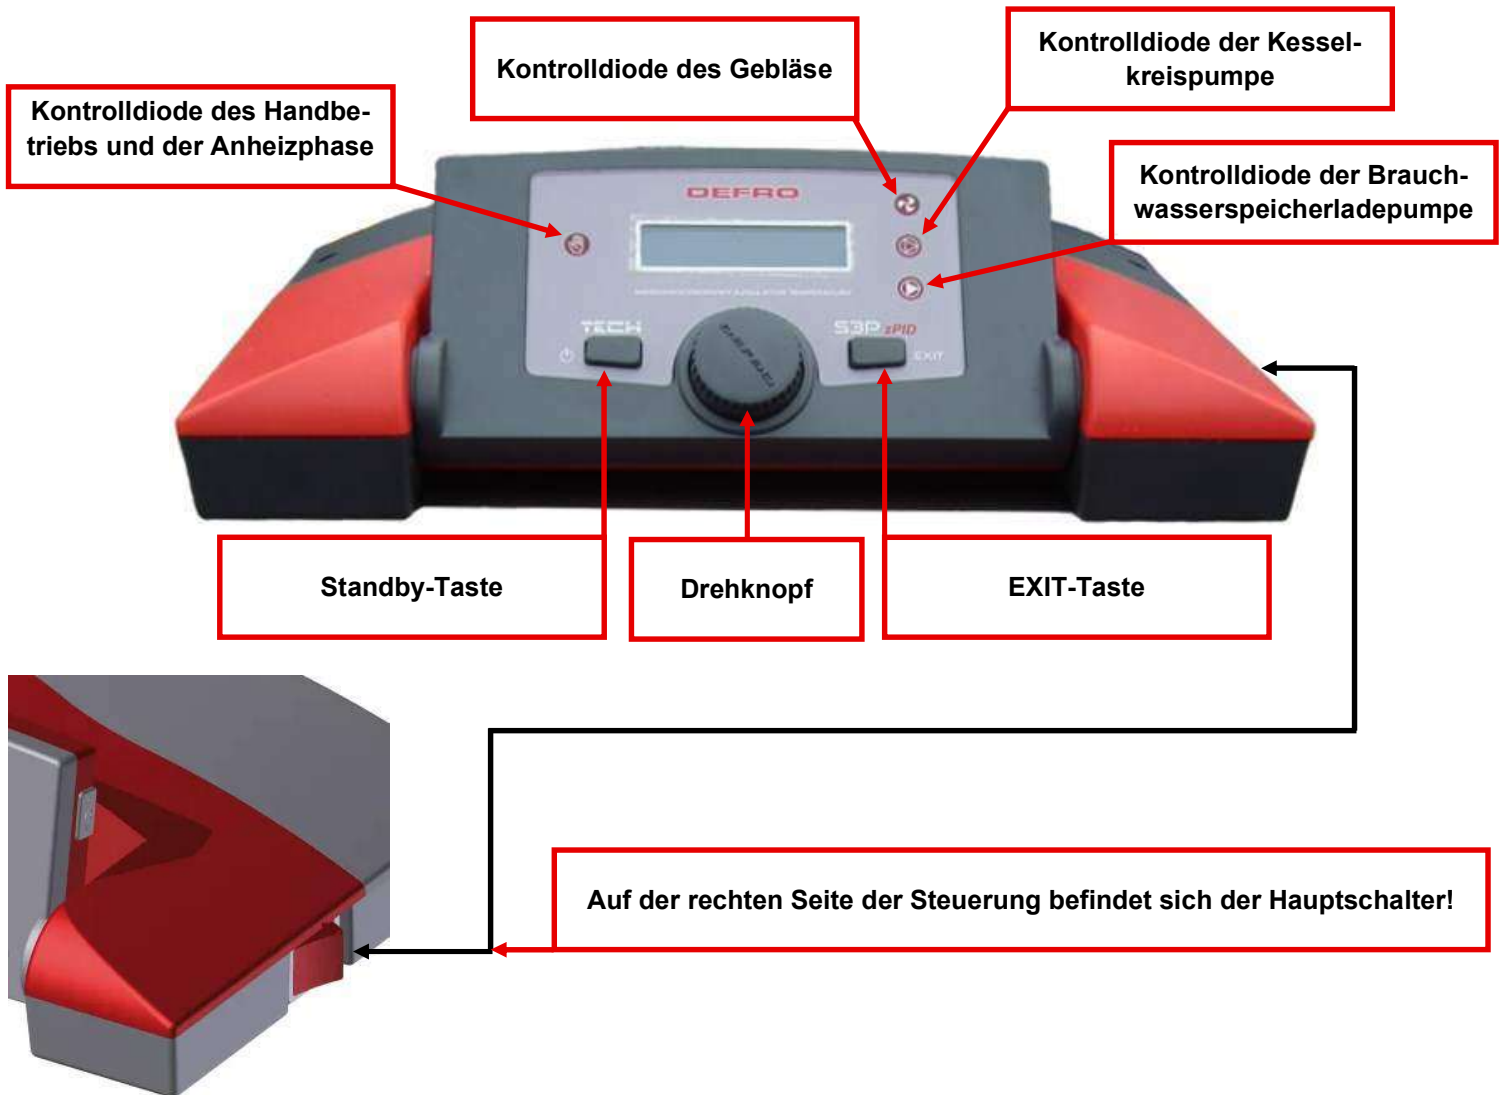 Kontrolldiode des Gebläse
Kontrolldiode der Kessel-
kreispumpe
Kontrolldiode des Handbe-
triebs und der Anheizphase
Kontrolldiode der Brauch-
wasserspeicherladepumpe
DEFRO
TECH
S3P zPID
EXIT
DEFRO
Standby-Taste
Drehknopf
EXIT-Taste
Auf der rechten Seite der Steuerung befindet sich der Hauptschalter!